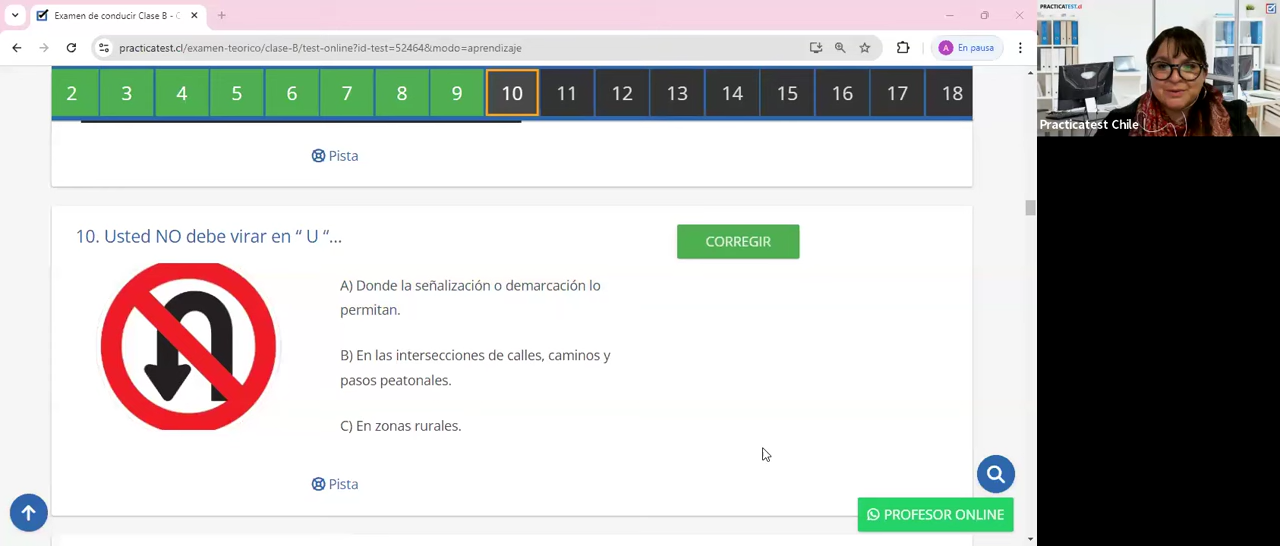 Examen de conducir Clase B - C
practicatest.cl/examen-teorico/clase-B/test-online?id-test=52464&modo=aprendizaje
A En pausa
PRACTICATEST.cl
Practicatest Chile
2 3 4 5 6 7 8 9 10 11 12 13 14 15 16 17 18
Pista
10. Usted NO debe virar en “ U “...
CORREGIR
A) Donde la señalización o demarcación lo
permitan.
B) En las intersecciones de calles, caminos y
pasos peatonales.
C) En zonas rurales.
Pista
PROFESOR ONLINE